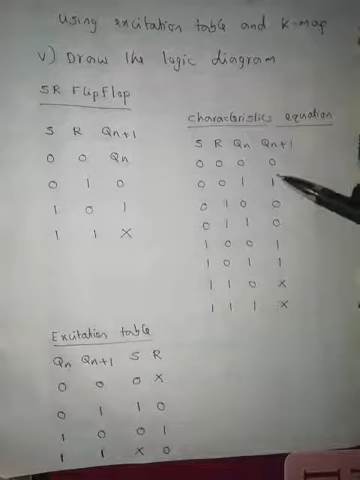 using excitation table and K-map
v) Draw the logic diagram
SR FlipFlop
S R Qn+1
0 0 Qn
0 1 0
1 0 1
1 1 X
characteristics equation
S R Qn Qn+1
0 0 0 0
0 0 1 1
0 1 0 0
0 1 1 0
1 0 0 1
1 0 1 1
1 1 0 X
1 1 1 X
Excitation table
Qn Qn+1 S R
0 0 0 X
0 1 1 0
1 0 0 1
1 1 X 0